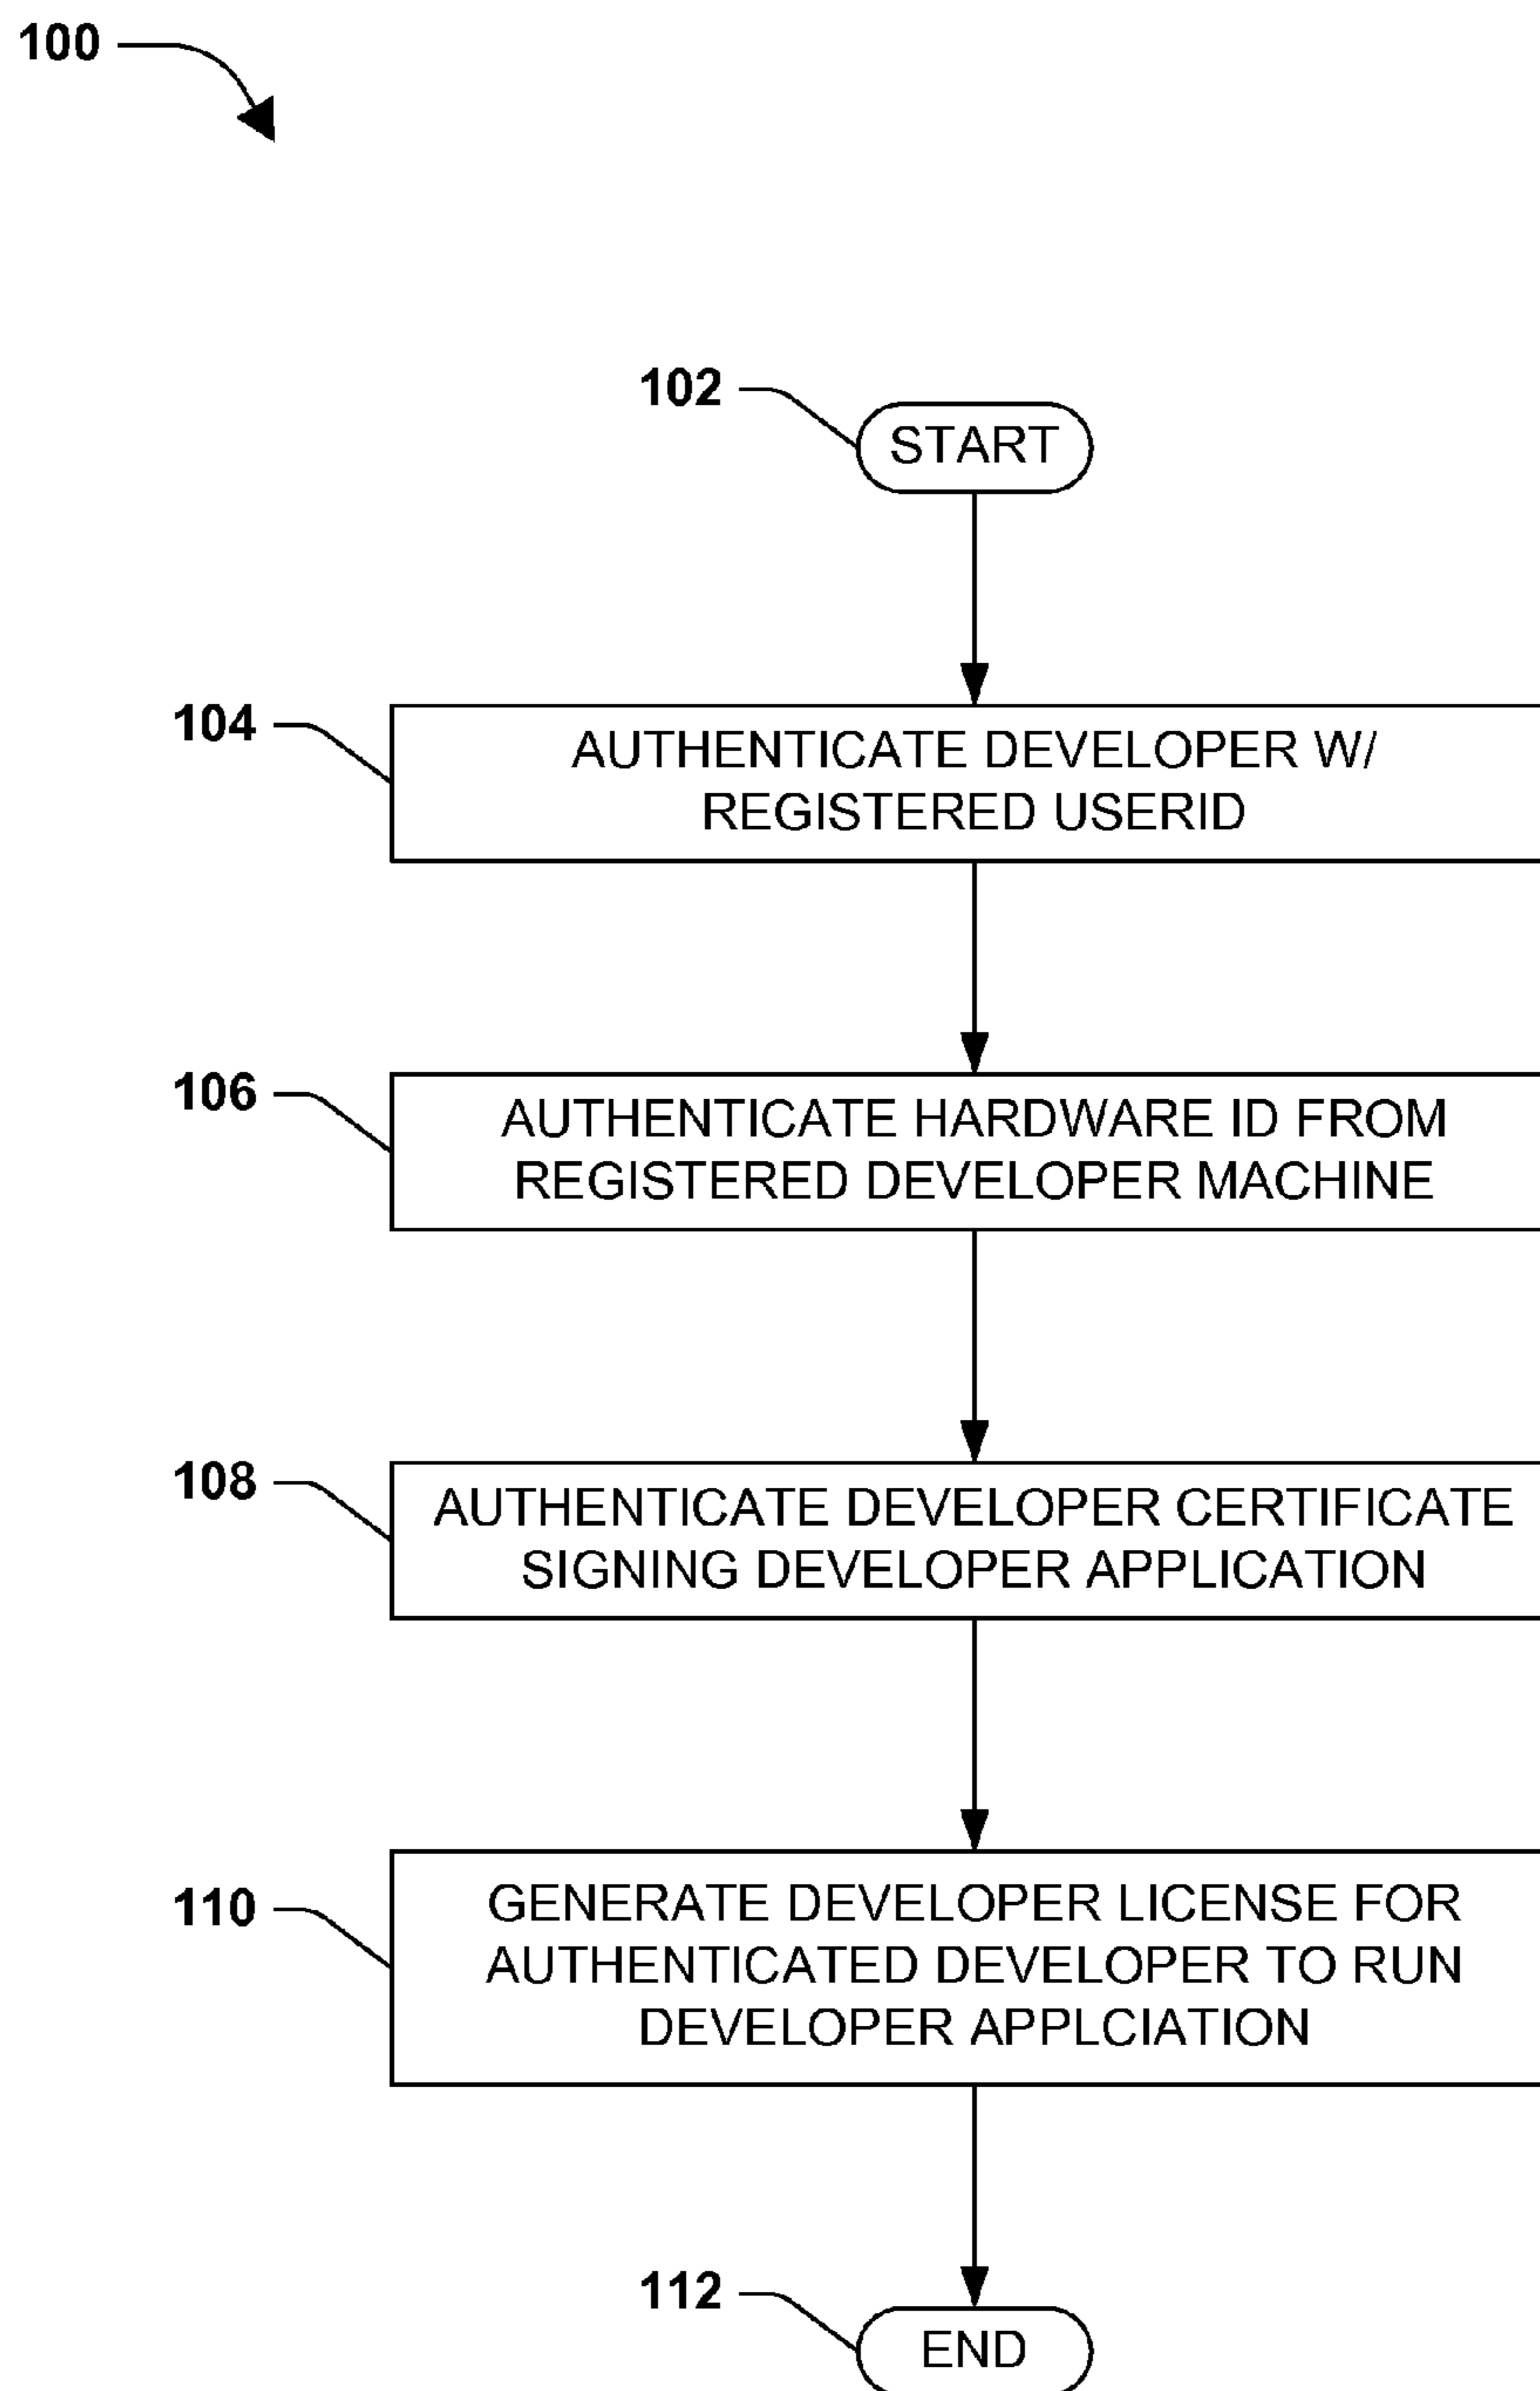 100
102
START
104
AUTHENTICATE DEVELOPER W/
REGISTERED USERID
106
AUTHENTICATE HARDWARE ID FROM
REGISTERED DEVELOPER MACHINE
108
AUTHENTICATE DEVELOPER CERTIFICATE
SIGNING DEVELOPER APPLICATION
110
GENERATE DEVELOPER LICENSE FOR
AUTHENTICATED DEVELOPER TO RUN
DEVELOPER APPLCIATION
112
END